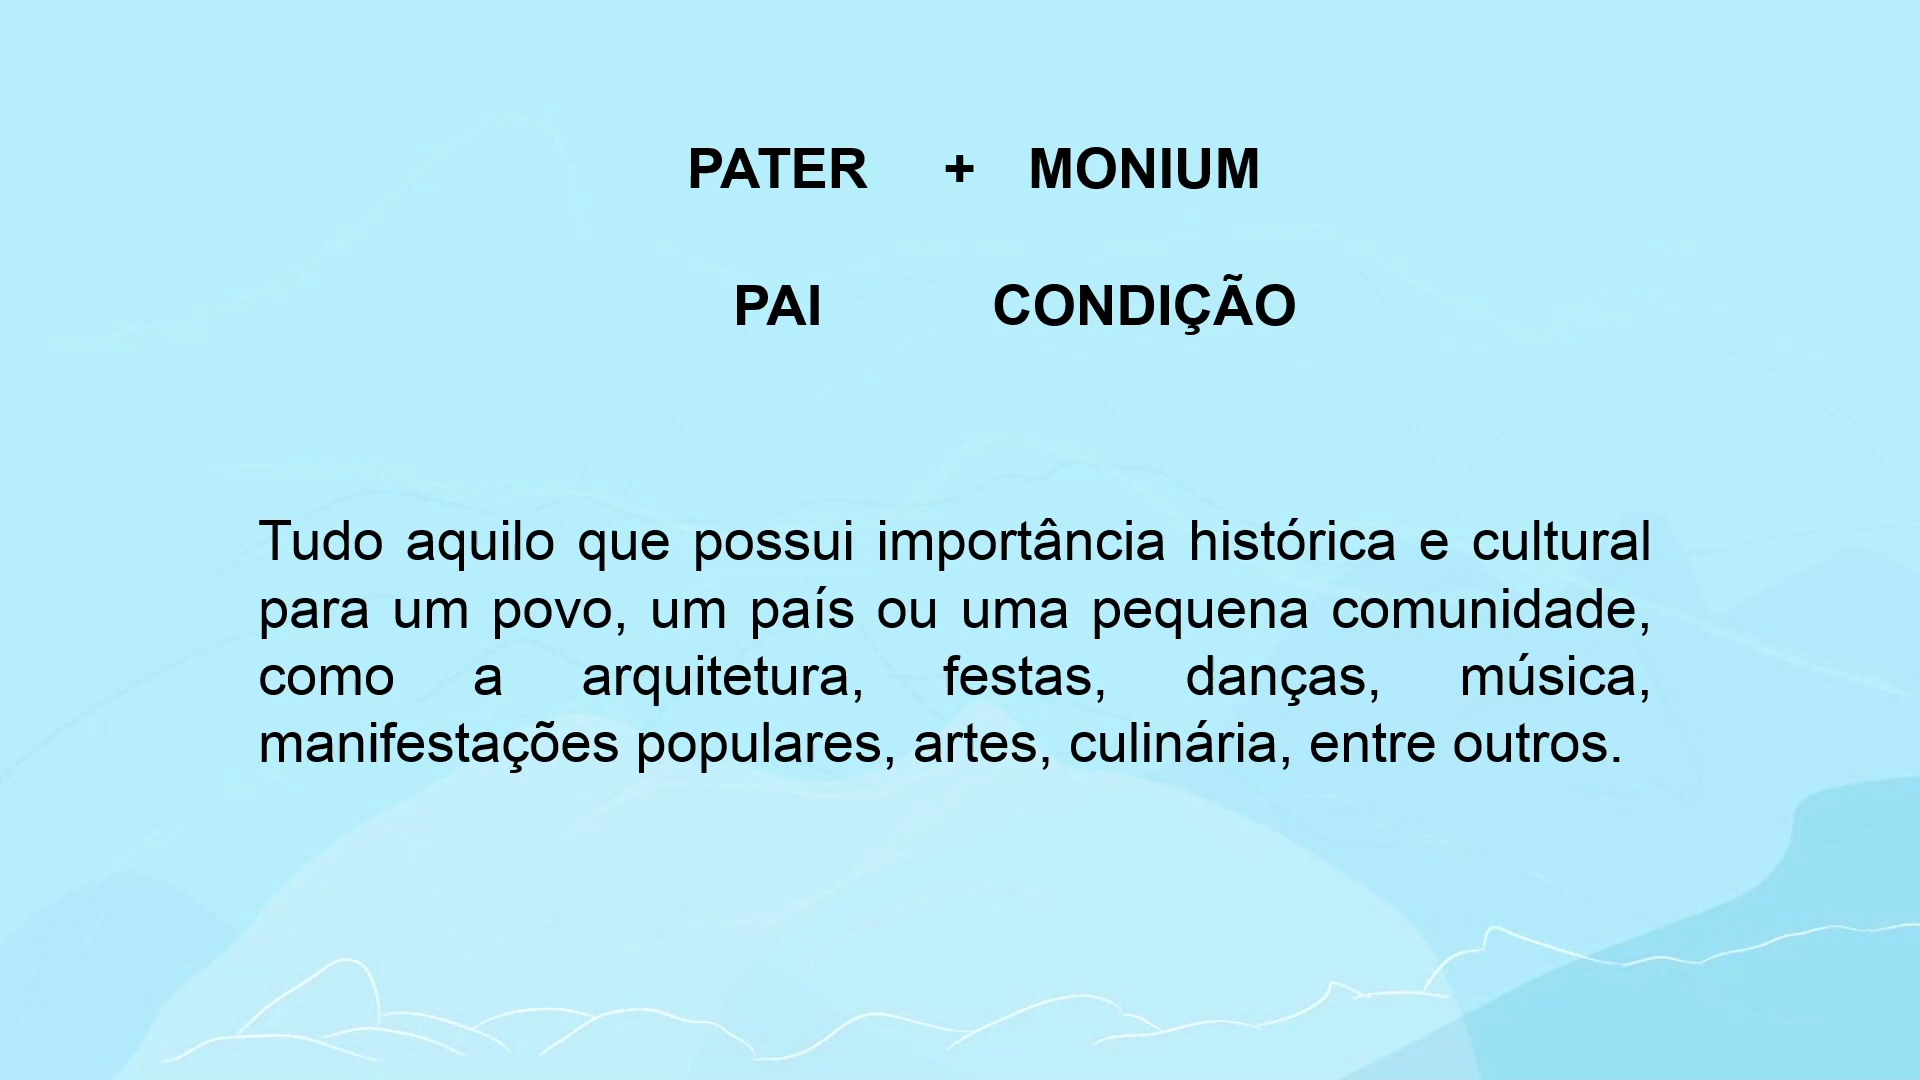 PATER + MONIUM
PAI CONDIÇÃO
Tudo aquilo que possui importância histórica e cultural
para um povo, um país ou uma pequena comunidade,
como a arquitetura, festas, danças, música,
manifestações populares, artes, culinária, entre outros.